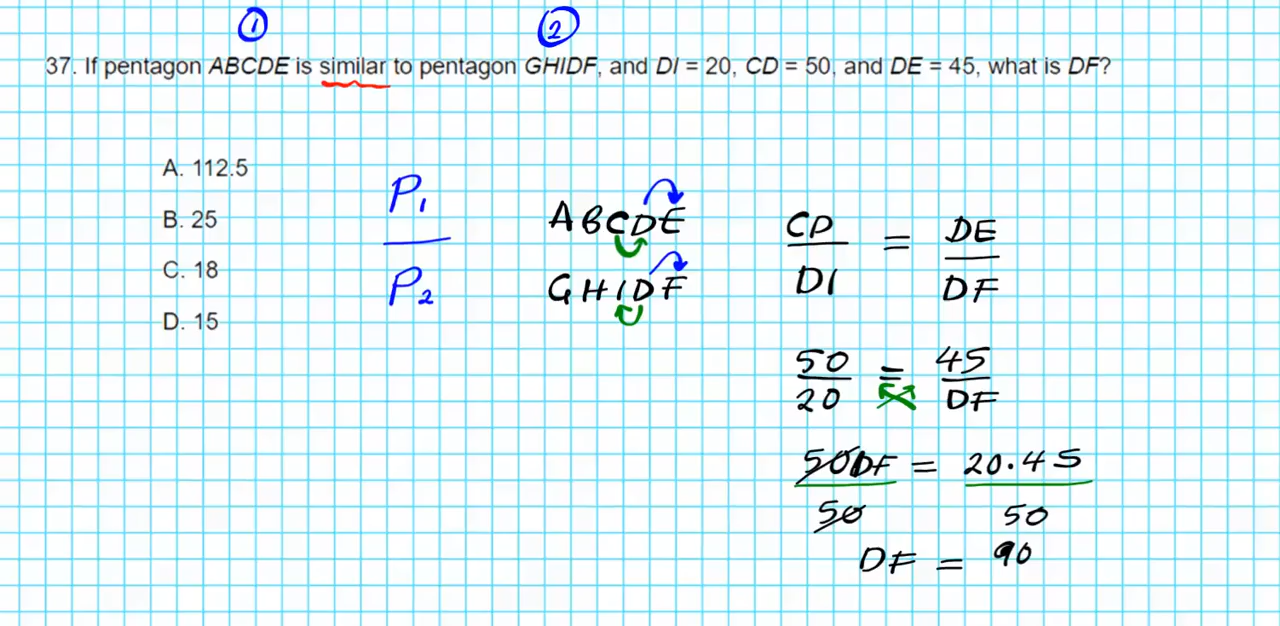 1 2
37. If pentagon ABCDE is similar to pentagon GHIDF, and DI = 20, CD = 50, and DE = 45, what is DF?
A. 112.5
B. 25
C. 18
D. 15
P1
P2
ABCDE
GHIDF
CD = DE
DI DF
50 = 45
20 DF
50DF = 20.45
50 50
DF = 90